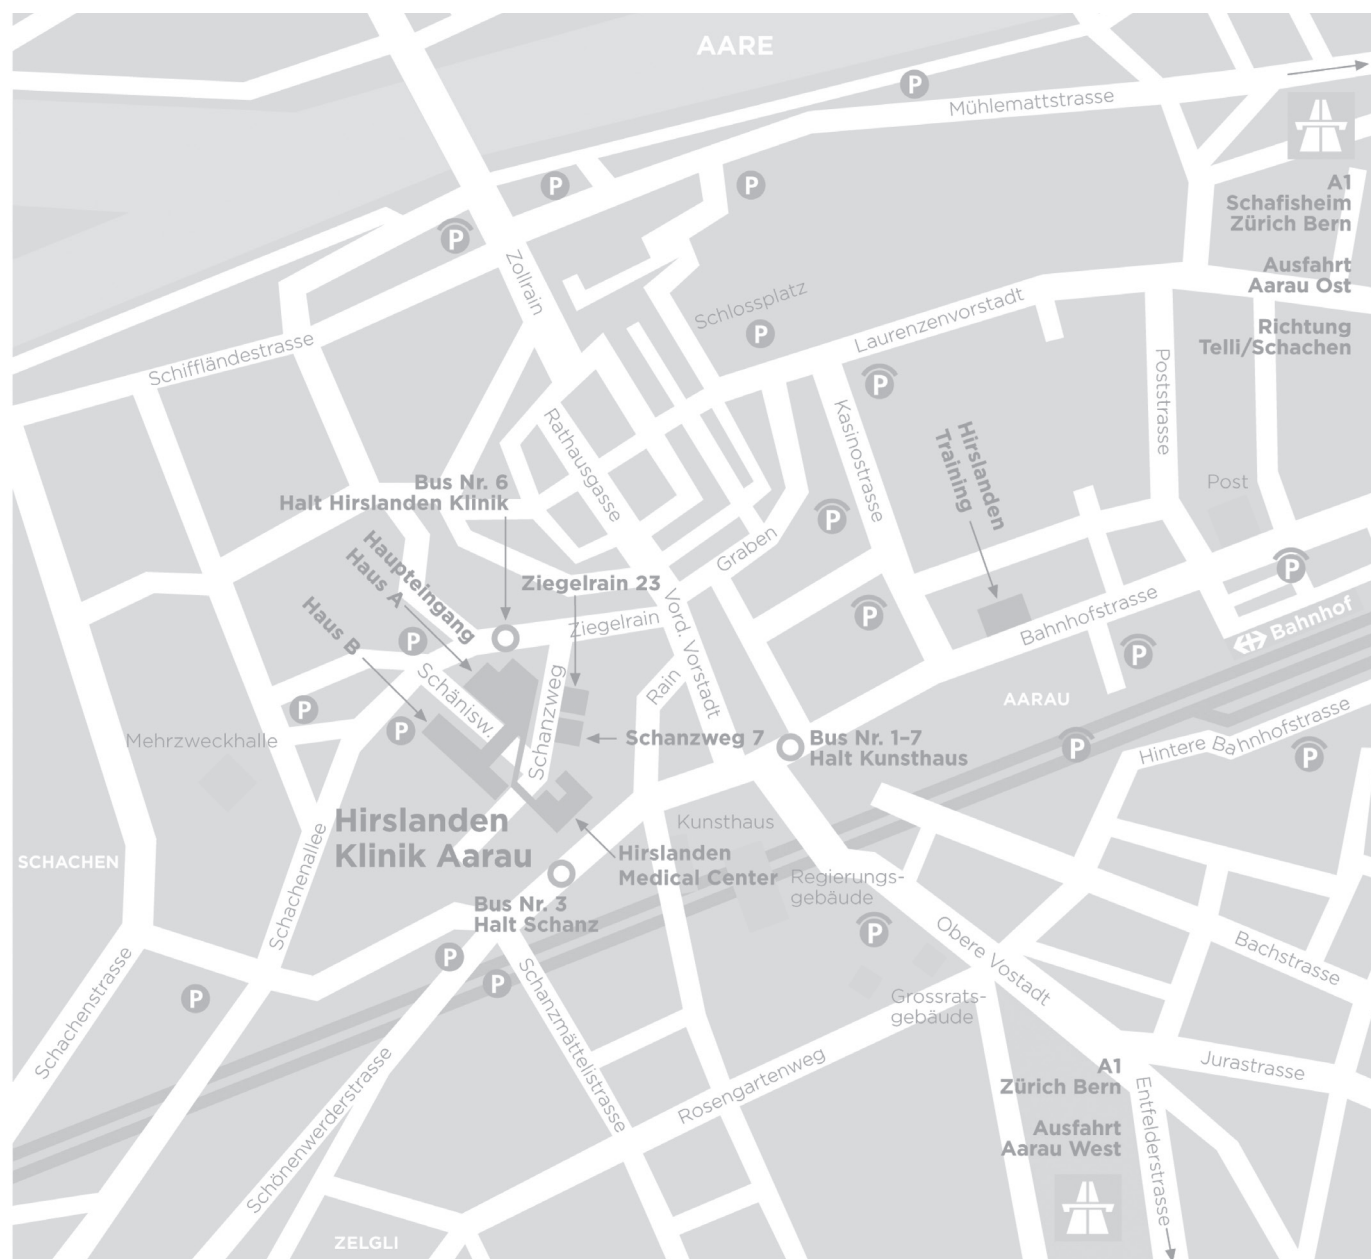 AARE
P
Mühlemattstrasse
A1
Schafisheim
Zürich Bern
Ausfahrt
Aarau Ost
Richtung
Telli/Schachen
P
P
P
Zollrain
Schlossplatz
P
Laurenzenvorstadt
Schiffländestrasse
P
Poststrasse
Kasinostrasse
Rathausgasse
Hirslanden
Training
Bus Nr. 6
Halt Hirslanden Klinik
Post
P
Graben
Haupteingang
Haus A
Haus B
Ziegelrain 23
Ziegelrain
Vord. Vorstadt
P
P
Bahnhofstrasse
P
Bahnhof
P
Schänisw.
Schanzweg
Rain
P
AARAU
P
P
Mehrzweckhalle
Schanzweg 7
Bus Nr. 1–7
Halt Kunsthaus
P
Hintere Bahnhofstrasse
P
Hirslanden
Klinik Aarau
Kunsthaus
SCHACHEN
Schachenallee
Hirslanden
Medical Center
Regierungs-
gebäude
Bus Nr. 3
Halt Schanz
P
Obere Vostadt
Bachstrasse
P
P
P
Schachenstrasse
Schanzmättelistrasse
Grossrats-
gebäude
Rosengartenweg
A1
Zürich Bern
Ausfahrt
Aarau West
Jurastrasse
Entfelderstrasse
Schönenwerderstrasse
ZELGLI